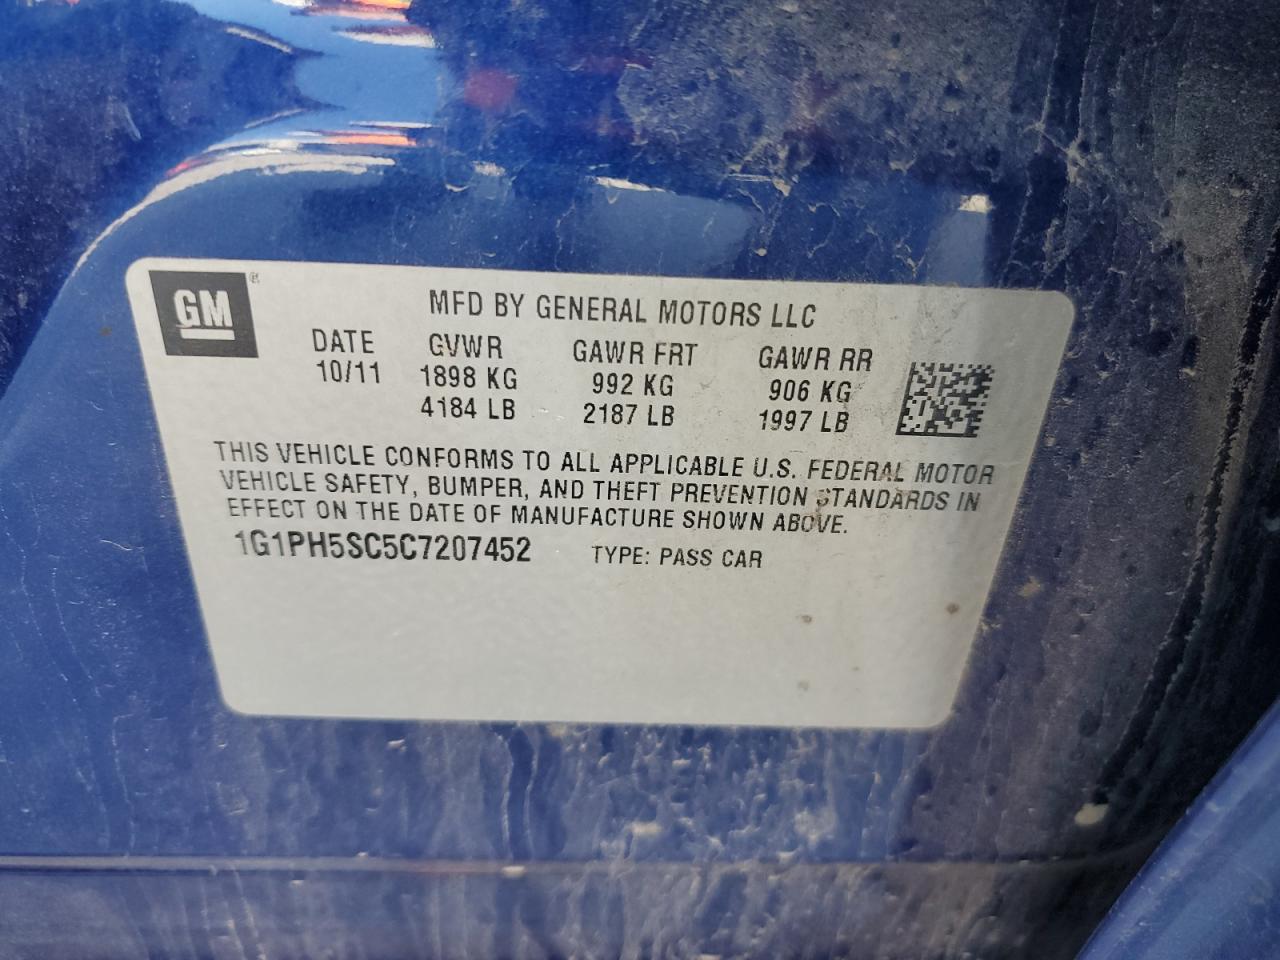 GM ®
MFD BY GENERAL MOTORS LLC
DATE GVWR GAWR FRT GAWR RR
10/11 1898 KG 992 KG 906 KG
4184 LB 2187 LB 1997 LB
THIS VEHICLE CONFORMS TO ALL APPLICABLE U.S. FEDERAL MOTOR
VEHICLE SAFETY, BUMPER, AND THEFT PREVENTION STANDARDS IN
EFFECT ON THE DATE OF MANUFACTURE SHOWN ABOVE.
1G1PH5SC5C7207452 TYPE: PASS CAR